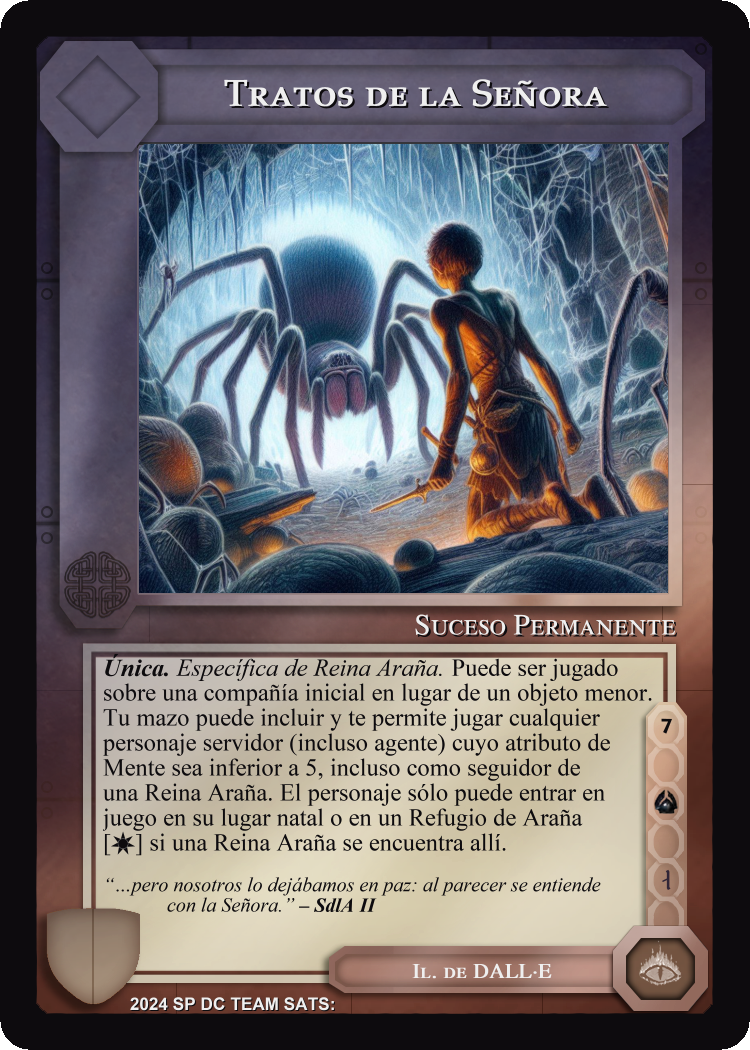 Tratos de la Señora
Suceso Permanente
Única. Específica de Reina Araña. Puede ser jugado
sobre una compañía inicial en lugar de un objeto menor.
Tu mazo puede incluir y te permite jugar cualquier
personaje servidor (incluso agente) cuyo atributo de
Mente sea inferior a 5, incluso como seguidor de
una Reina Araña. El personaje sólo puede entrar en
juego en su lugar natal o en un Refugio de Araña
[✷] si una Reina Araña se encuentra allí.
7
“...pero nosotros lo dejábamos en paz: al parecer se entiende
con la Señora.” – SdlA II
Il. de DALL·E
2024 SP DC TEAM SATS: